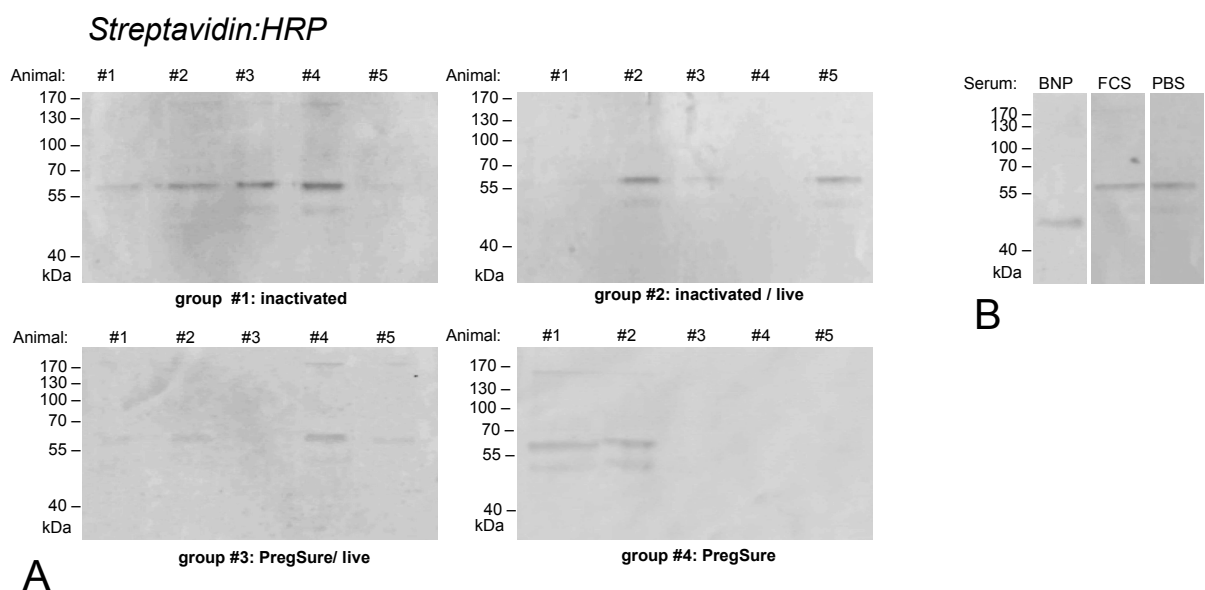 Streptavidin:HRP
Animal: #1 #2 #3 #4 #5
170 –
130 –
100 –
70 –
55 –
40 –
kDa
group #1: inactivated
Animal: #1 #2 #3 #4 #5
170 –
130 –
100 –
70 –
55 –
40 –
kDa
group #2: inactivated / live
Serum: BNP FCS PBS
170 –
130 –
100 –
70 –
55 –
40 –
kDa
B
Animal: #1 #2 #3 #4 #5
170 –
130 –
100 –
70 –
55 –
40 –
kDa
group #3: PregSure/ live
Animal: #1 #2 #3 #4 #5
170 –
130 –
100 –
70 –
55 –
40 –
kDa
group #4: PregSure
A